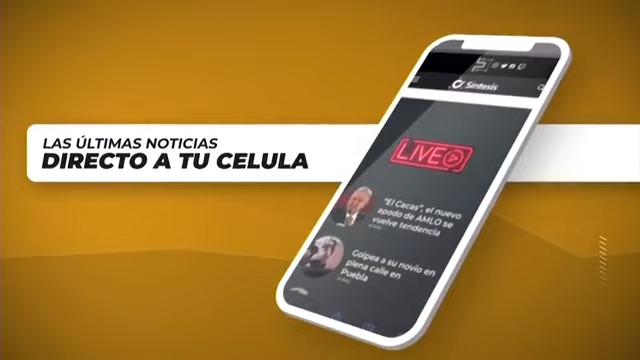 LAS ÚLTIMAS NOTICIAS
DIRECTO A TU CELULA
Síntesis
LIVE
"El Cacas", el nuevo
apodo de AMLO se
vuelve tendencia
Golpea a su novio en
plena calle en
Puebla